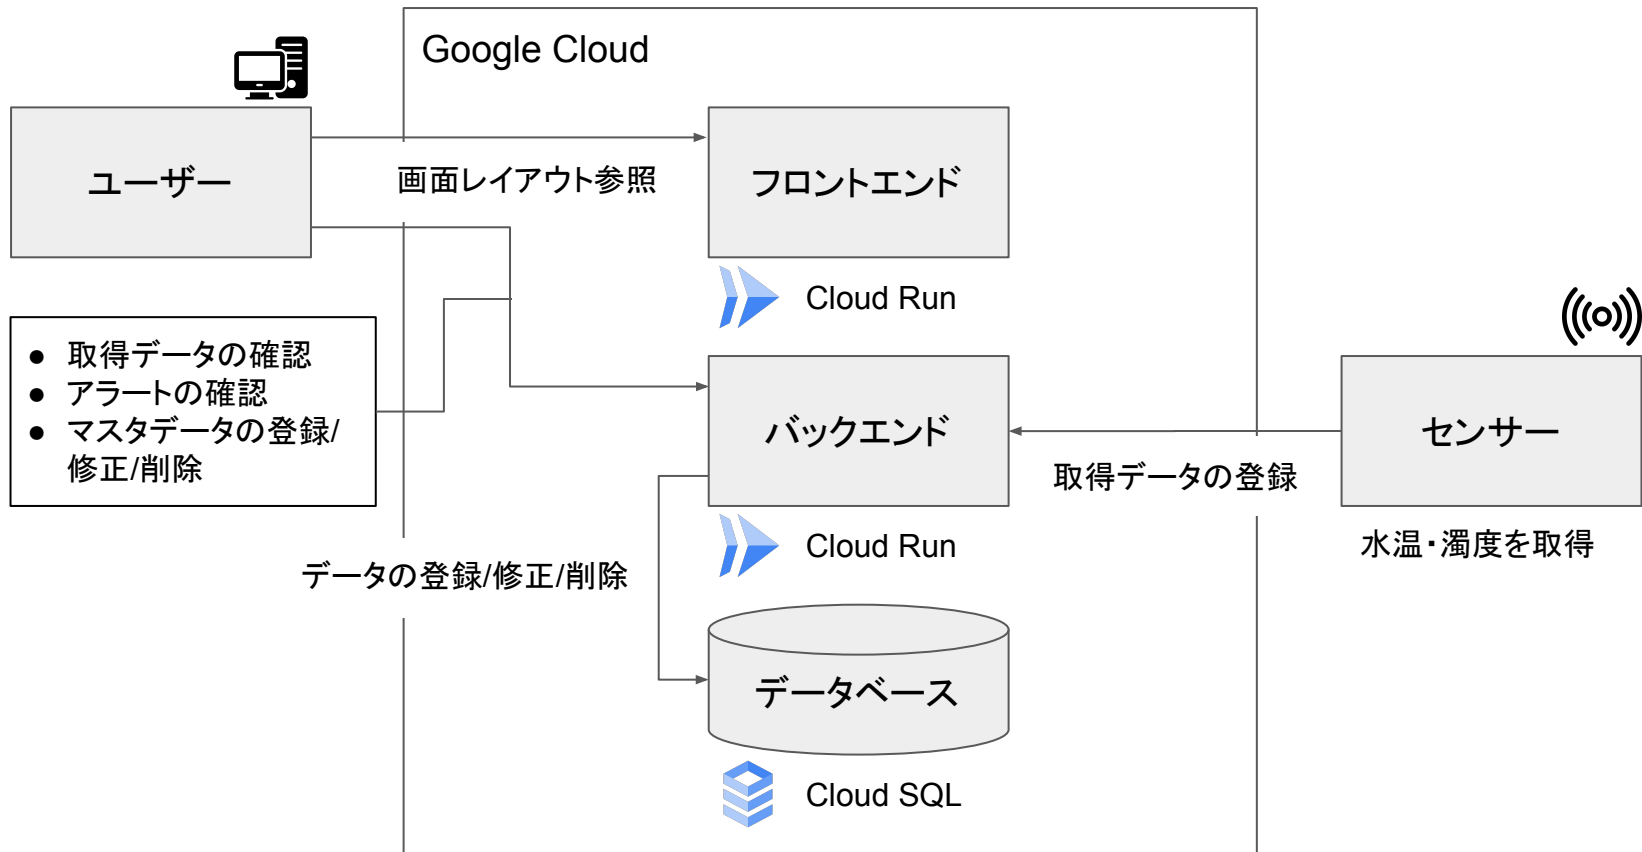 Google Cloud
ユーザー
画面レイアウト参照
フロントエンド
Cloud Run
● 取得データの確認
● アラートの確認
● マスタデータの登録/
修正/削除
バックエンド
センサー
取得データの登録
Cloud Run
水温・濁度を取得
データの登録/修正/削除
データベース
Cloud SQL